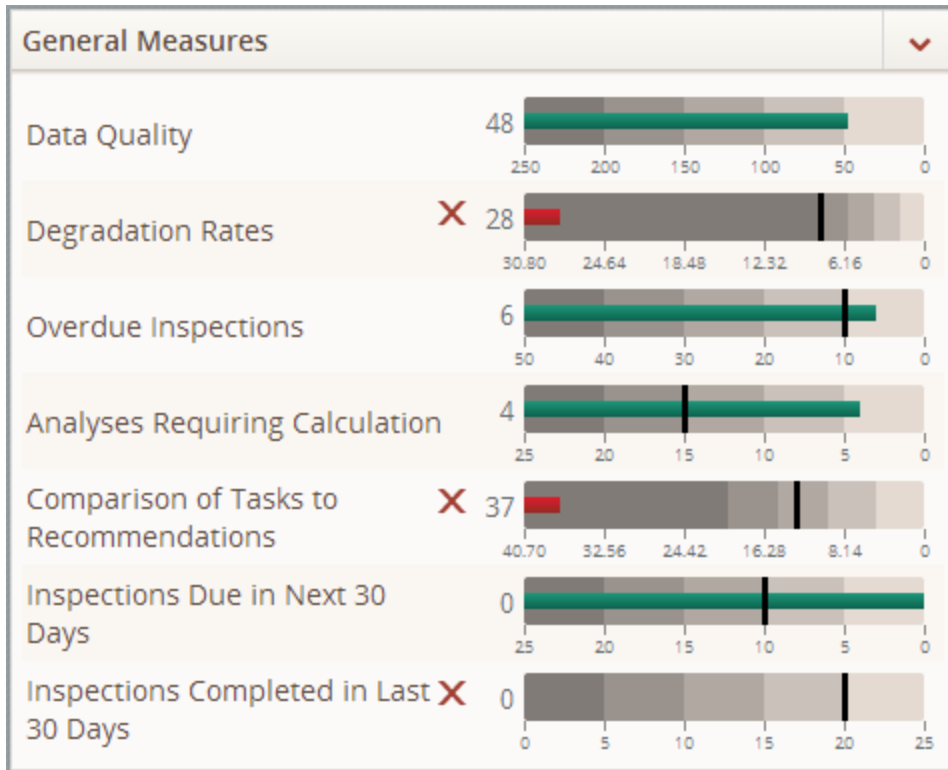 General Measures
Data Quality 48
250 200 150 100 50 0
Degradation Rates 28
30.80 24.64 18.48 12.32 6.16 0
Overdue Inspections 6
50 40 30 20 10 0
Analyses Requiring Calculation 4
25 20 15 10 5 0
Comparison of Tasks to
Recommendations 37
40.70 32.56 24.42 16.28 8.14 0
Inspections Due in Next 30
Days 0
25 20 15 10 5 0
Inspections Completed in Last
30 Days 0
0 5 10 15 20 25